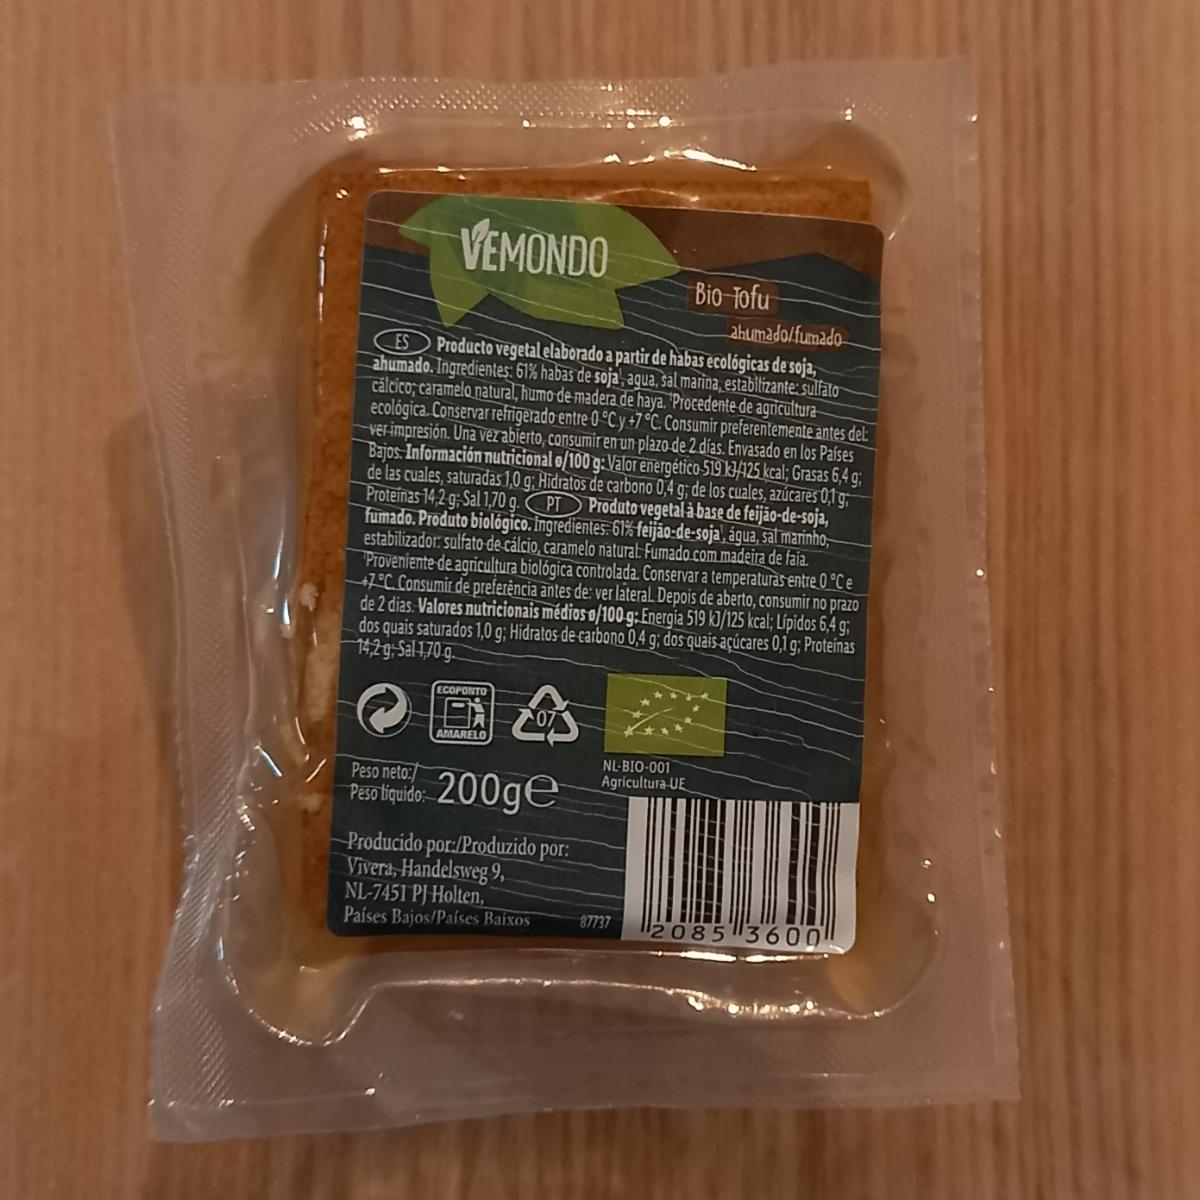 VEMONDO
Bio-Tofu
ahumado/fumado
ES Producto vegetal elaborado a partir de habas ecológicas de soja,
ahumado. Ingredientes: 61% habas de soja¹, agua, sal marina, estabilizante: sulfato
cálcico; caramelo natural, humo de madera de haya. ¹Procedente de agricultura
ecológica. Conservar refrigerado entre 0 °C y +7 °C. Consumir preferentemente antes del:
ver impresión. Una vez abierto, consumir en un plazo de 2 días. Envasado en los Países
Bajos. Información nutricional ø/100 g: Valor energético 519 kJ/125 kcal; Grasas 6,4 g;
de las cuales, saturadas 1,0 g; Hidratos de carbono 0,4 g; de los cuales, azúcares 0,1 g;
Proteínas 14,2 g; Sal 1,70 g. PT Produto vegetal à base de feijão-de-soja,
fumado. Produto biológico. Ingredientes: 61% feijão-de-soja¹, água, sal marinho,
estabilizador: sulfato de cálcio, caramelo natural. Fumado com madeira de faia.
¹Proveniente de agricultura biológica controlada. Conservar a temperaturas entre 0 °C e
+7 °C. Consumir de preferência antes de: ver lateral. Depois de aberto, consumir no prazo
de 2 dias. Valores nutricionais médios ø/100 g: Energia 519 kJ/125 kcal; Lípidos 6,4 g;
dos quais saturados 1,0 g; Hidratos de carbono 0,4 g; dos quais açúcares 0,1 g; Proteínas
14,2 g; Sal 1,70 g.
ECOPONTO
AMARELO
07
NL-BIO-001
Agricultura UE
Peso neto:/
Peso líquido: 200g e
Producido por:/Produzido por:
Vivera, Handelsweg 9,
NL-7451 PJ Holten,
Países Bajos/Países Baixos
87737
2085 3600